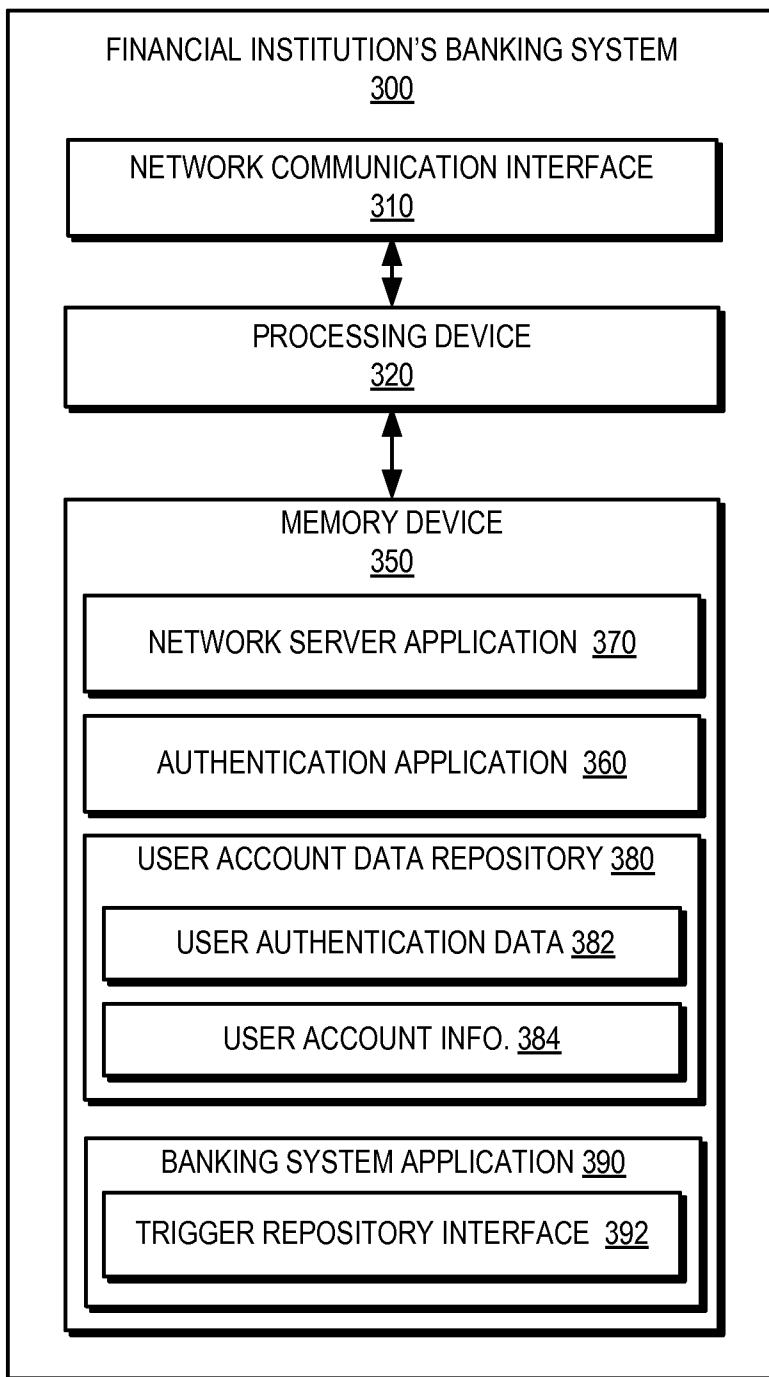 FINANCIAL INSTITUTION'S BANKING SYSTEM
300
NETWORK COMMUNICATION INTERFACE
310
PROCESSING DEVICE
320
MEMORY DEVICE
350
NETWORK SERVER APPLICATION 370
AUTHENTICATION APPLICATION 360
USER ACCOUNT DATA REPOSITORY 380
USER AUTHENTICATION DATA 382
USER ACCOUNT INFO. 384
BANKING SYSTEM APPLICATION 390
TRIGGER REPOSITORY INTERFACE 392